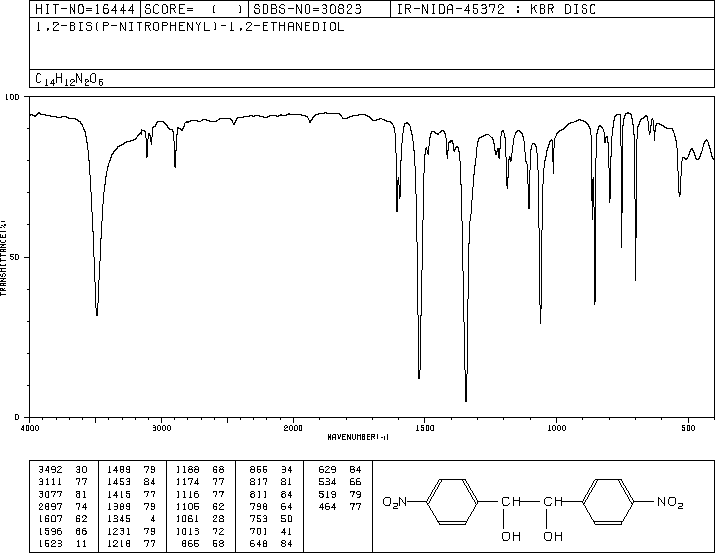 HIT-NO=16444 SCORE= ( ) SDBS-NO=30823 IR-NIDA-45372 : KBR DISC
1,2-BIS(P-NITROPHENYL)-1,2-ETHANEDIOL
C14H12N2O6
100
TRANSMITTANCE(%)
50
0
4000 3000 2000 1500 1000 500
WAVENUMBER(-1)
3492 30 1489 79 1188 68 855 34 629 84
3111 77 1453 84 1174 77 817 81 534 66
3077 81 1415 77 1116 77 811 84 519 79
2897 74 1389 79 1105 62 798 64 464 77
1607 62 1345 4 1061 28 753 50
1596 66 1231 79 1013 72 701 41
1523 11 1218 77 865 58 648 84
O2N CH CH NO2
OH OH